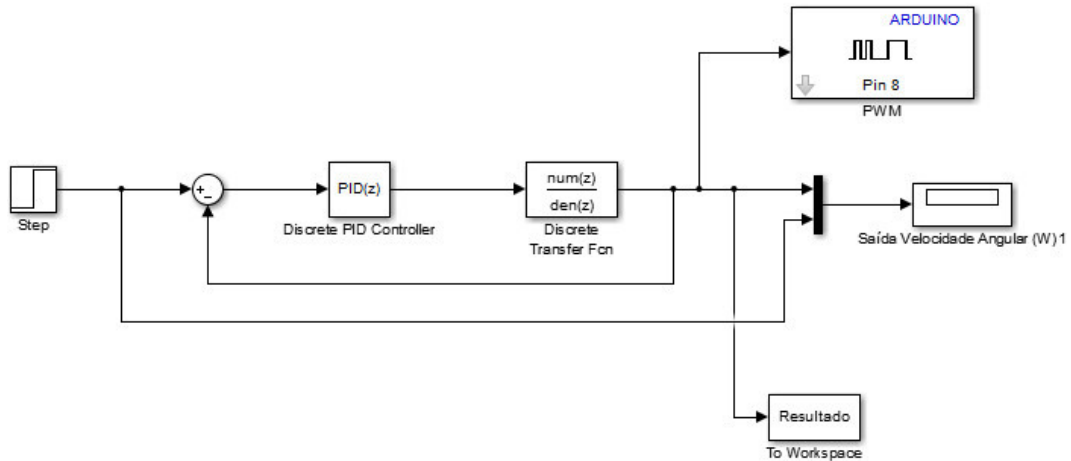 ARDUINO
Pin 8
PWM
Step
+
−
PID(z)
Discrete PID Controller
num(z)
den(z)
Discrete
Transfer Fcn
Saída Velocidade Angular (W)1
Resultado
To Workspace